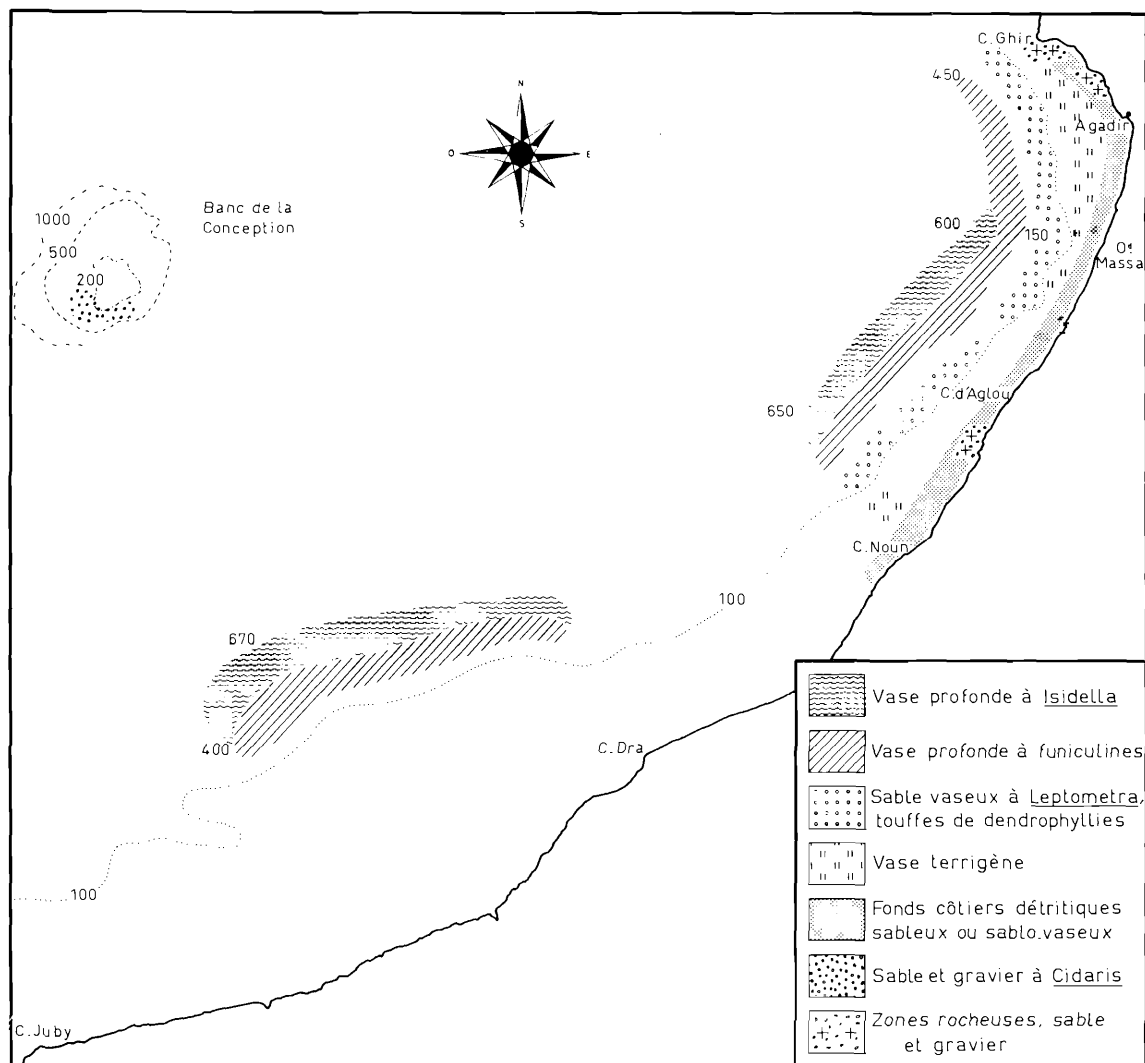 C.Ghir
450
N
Agadir
O
E
S
Banc de la
Conception
1000
500
200
600
150
Od
Massa
C.d'Aglou
650
C.Noun
100
670
400
C.Dra
100
C.Juby
Vase profonde à Isidella
Vase profonde à funiculines
Sable vaseux à Leptometra,
touffes de dendrophyllies
Vase terrigène
Fonds côtiers détritiques
sableux ou sablo.vaseux
Sable et gravier à Cidaris
Zones rocheuses, sable
et gravier